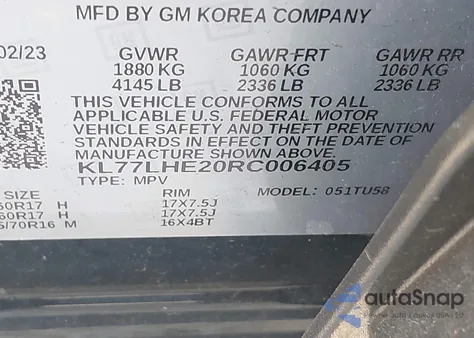 MFD BY GM KOREA COMPANY
02/23 GVWR GAWR FRT GAWR RR
1880 KG 1060 KG 1060 KG
4145 LB 2336 LB 2336 LB
THIS VEHICLE CONFORMS TO ALL
APPLICABLE U.S. FEDERAL MOTOR
VEHICLE SAFETY AND THEFT PREVENTION
STANDARDS IN EFFECT ON THE DATE OF
MANUFACTURE SHOWN ABOVE.
KL77LHE20RC006405
TYPE: MPV MODEL: 051TU58
SIZE RIM
60R17 H 17X7.5J
60R17 H 17X7.5J
5/70R16 M 16X4BT
autoSnap